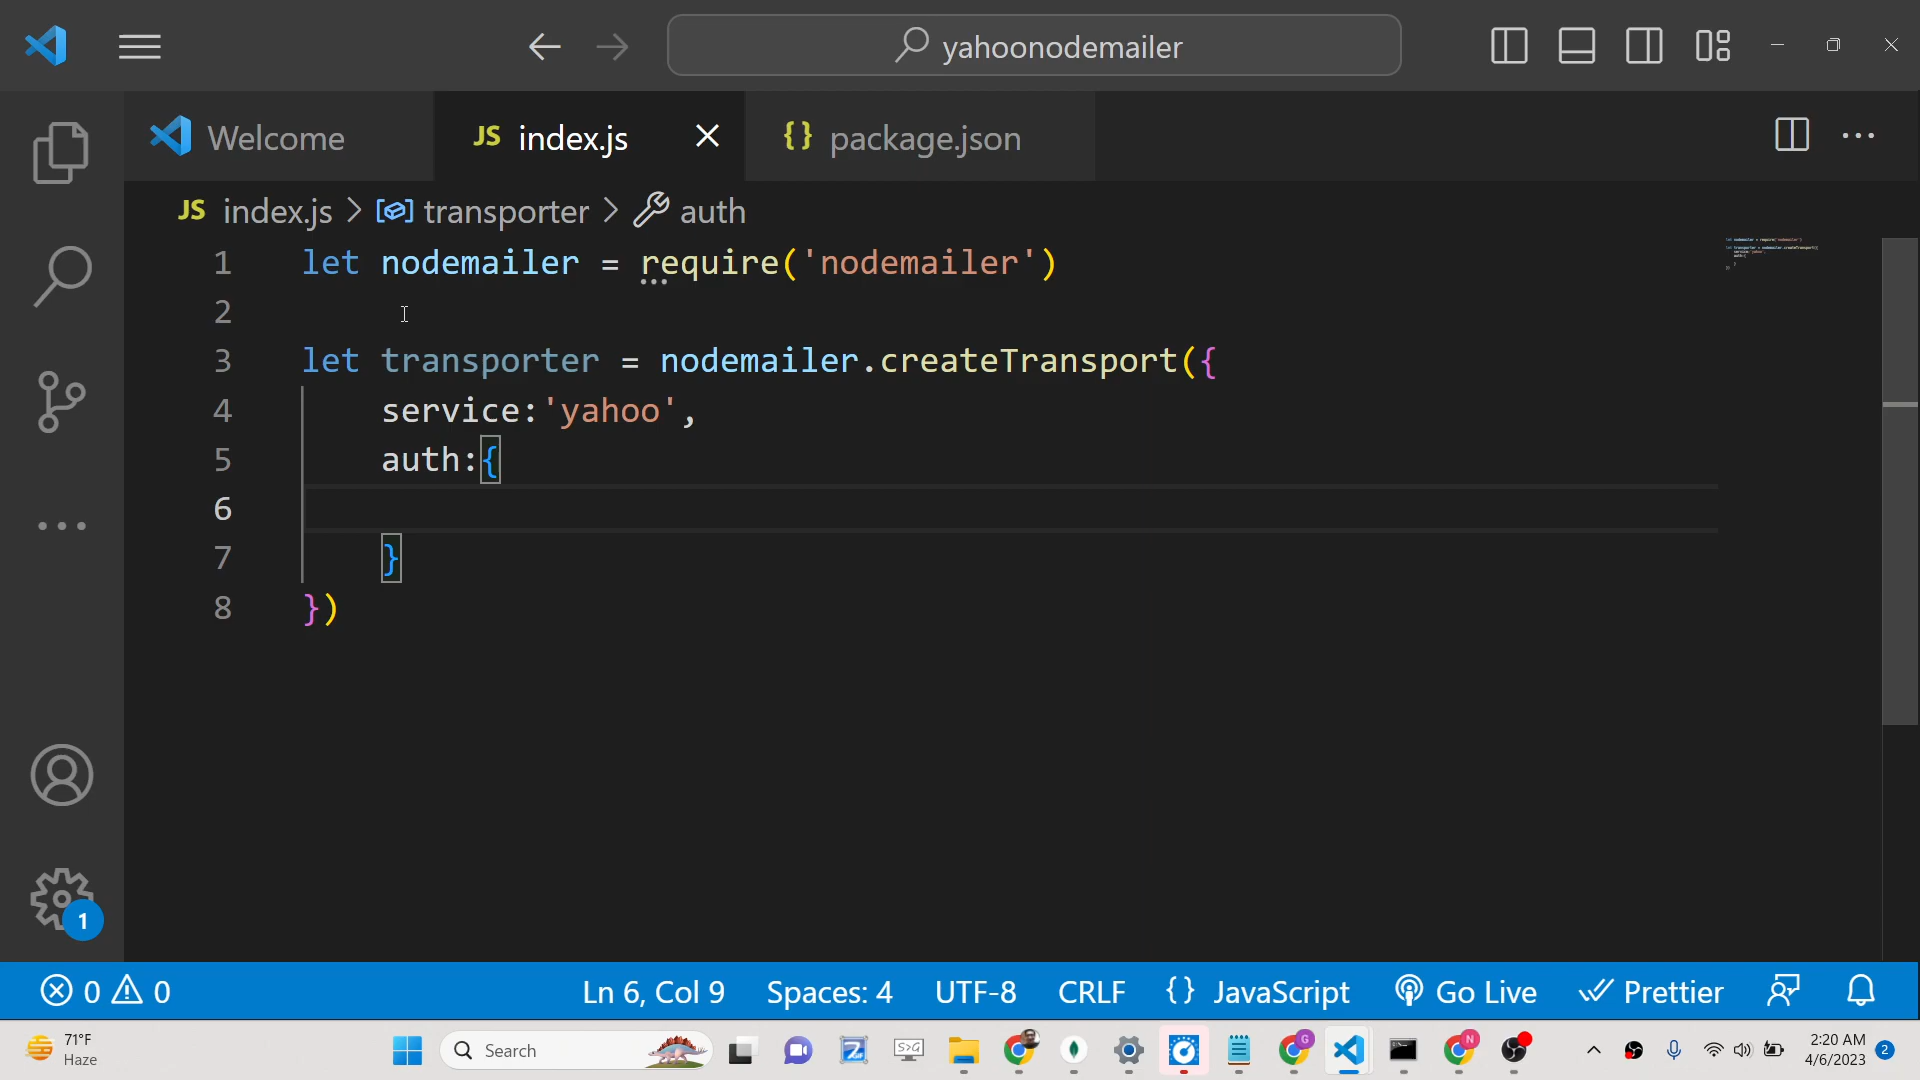 yahoonodemailer
Welcome
JS index.js
{} package.json
JS index.js > transporter > auth
1 let nodemailer = require('nodemailer')
2
3 let transporter = nodemailer.createTransport({
4     service:'yahoo',
5     auth:{
6
7     }
8 })
1
0 0
Ln 6, Col 9
Spaces: 4
UTF-8
CRLF
{} JavaScript
Go Live
Prettier
71°F
Haze
Search
S>G
G
N
2:20 AM
4/6/2023
2